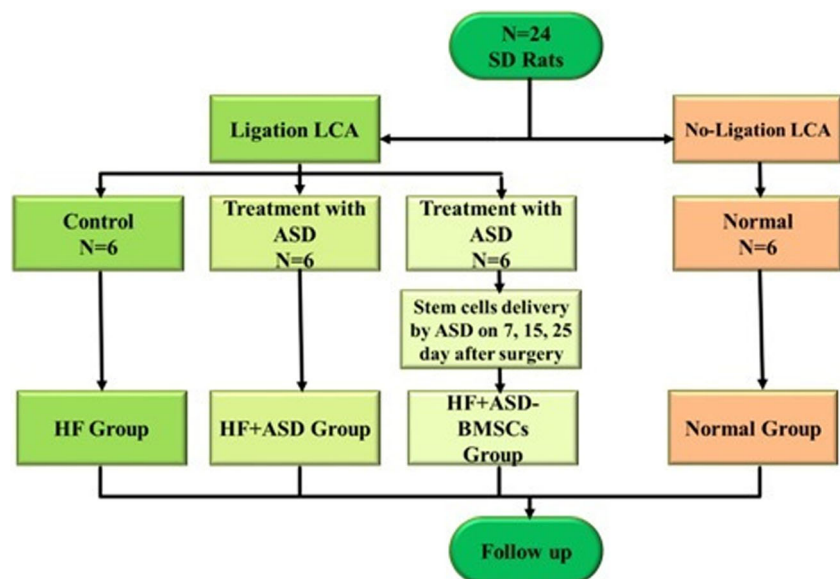 N=24
SD Rats
Ligation LCA
No-Ligation LCA
Control
N=6
Treatment with
ASD
N=6
Treatment with
ASD
N=6
Normal
N=6
Stem cells delivery
by ASD on 7, 15, 25
day after surgery
HF Group
HF+ASD Group
HF+ASD-
BMSCs
Group
Normal Group
Follow up